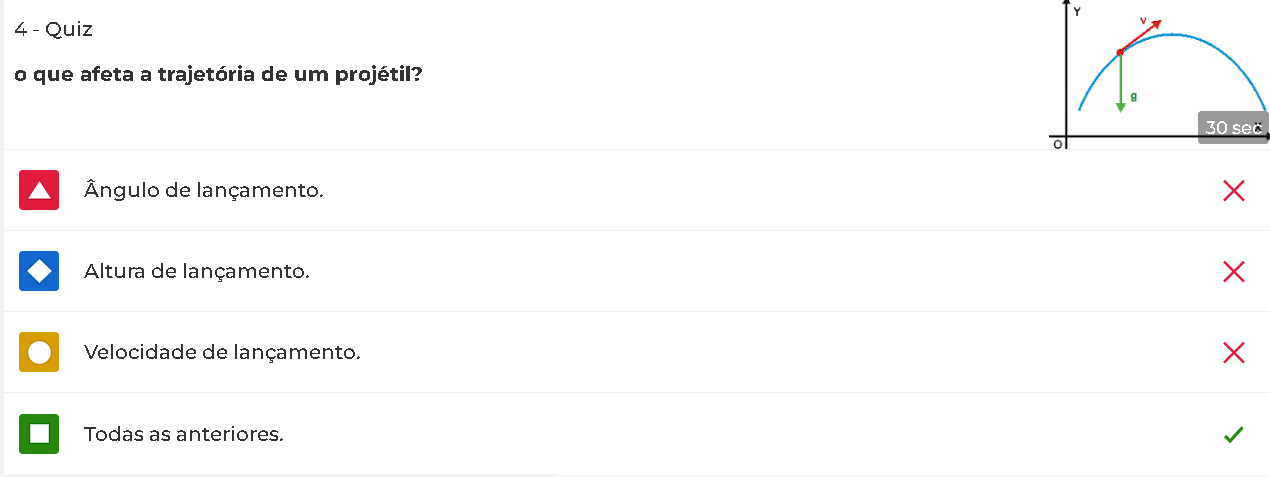 4 - Quiz
o que afeta a trajetória de um projétil?
Y
v
g
30 sec
O
Ângulo de lançamento.
Altura de lançamento.
Velocidade de lançamento.
Todas as anteriores.